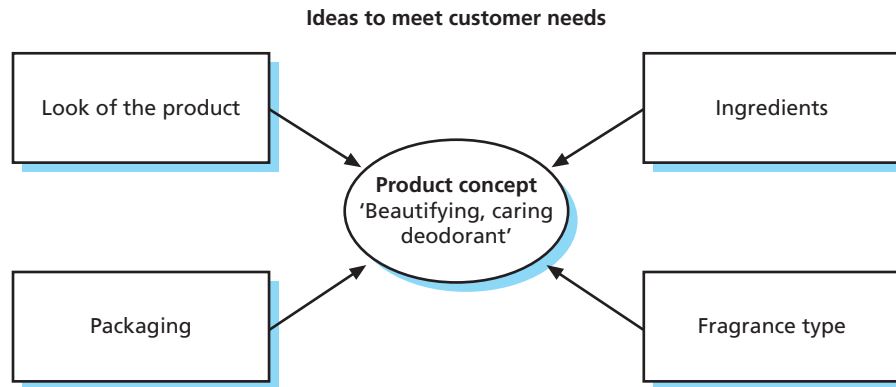 Ideas to meet customer needs
Look of the product
Ingredients
Product concept
‘Beautifying, caring
deodorant’
Packaging
Fragrance type